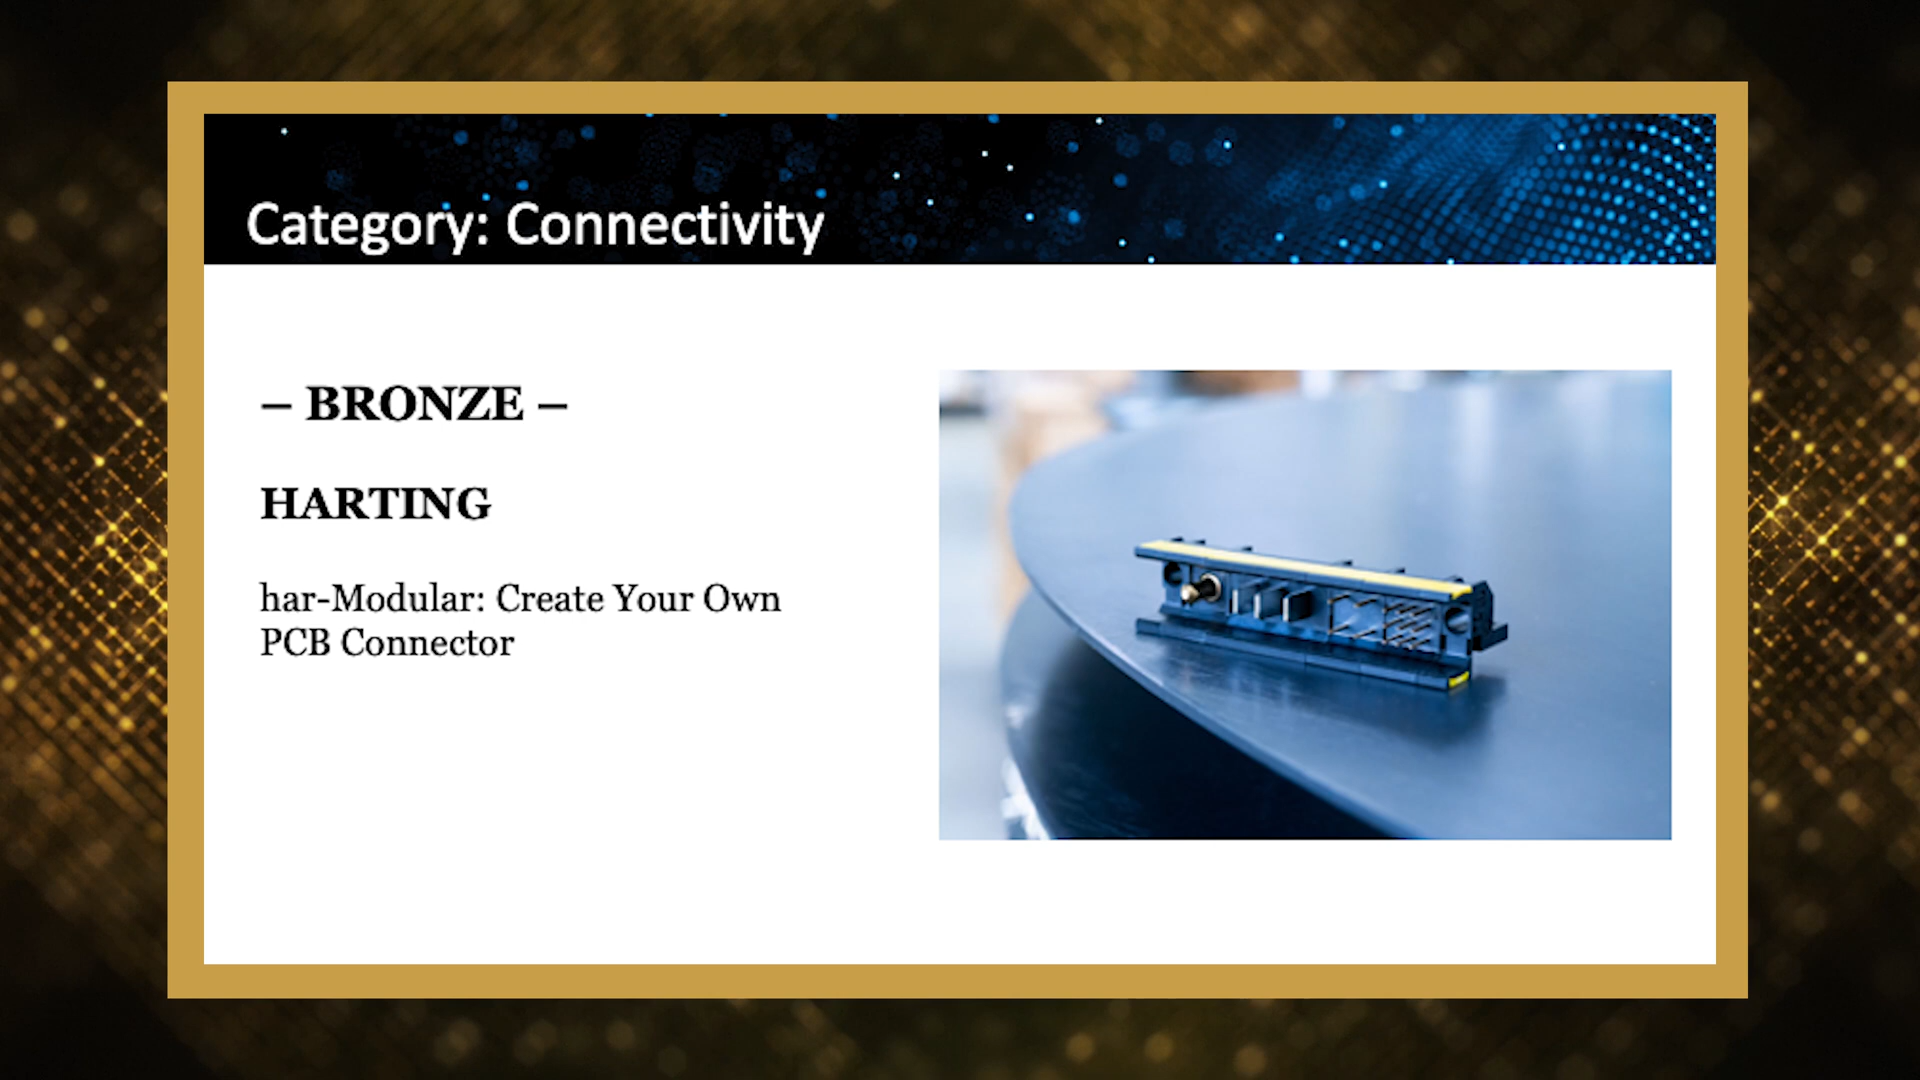 Category: Connectivity
– BRONZE –
HARTING
har-Modular: Create Your Own
PCB Connector